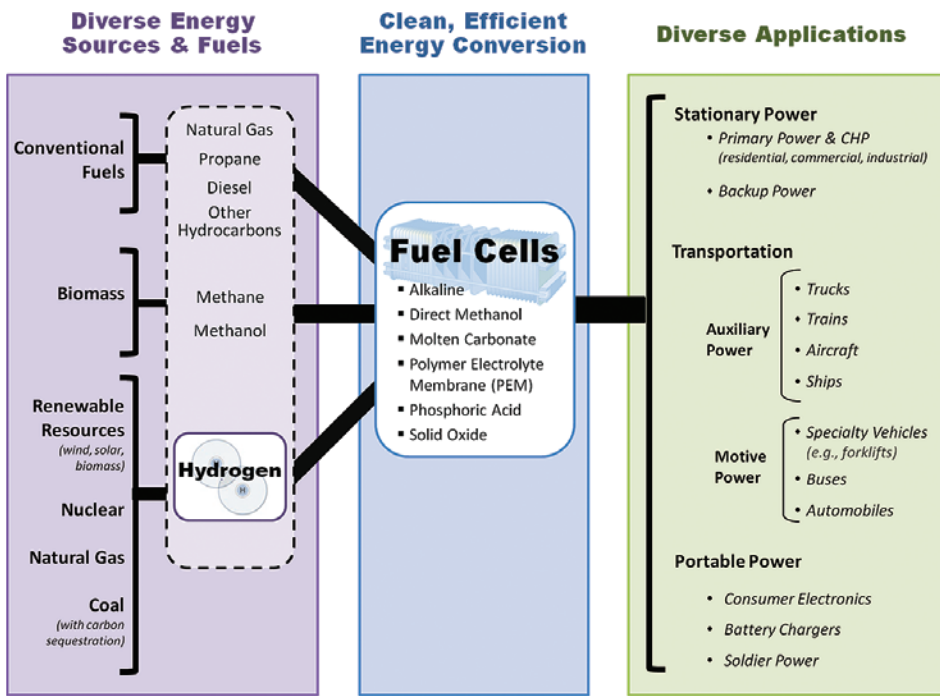 Diverse Energy
Sources & Fuels
Conventional
Fuels
Natural Gas
Propane
Diesel
Other
Hydrocarbons
Biomass
Methane
Methanol
Renewable
Resources
(wind, solar,
biomass)
Nuclear
Natural Gas
Coal
(with carbon
sequestration)
Hydrogen
H
H
Clean, Efficient
Energy Conversion
Fuel Cells
▪ Alkaline
▪ Direct Methanol
▪ Molten Carbonate
▪ Polymer Electrolyte
Membrane (PEM)
▪ Phosphoric Acid
▪ Solid Oxide
Diverse Applications
Stationary Power
• Primary Power & CHP
(residential, commercial, industrial)
• Backup Power
Transportation
Auxiliary
Power
• Trucks
• Trains
• Aircraft
• Ships
Motive
Power
• Specialty Vehicles
(e.g., forklifts)
• Buses
• Automobiles
Portable Power
• Consumer Electronics
• Battery Chargers
• Soldier Power